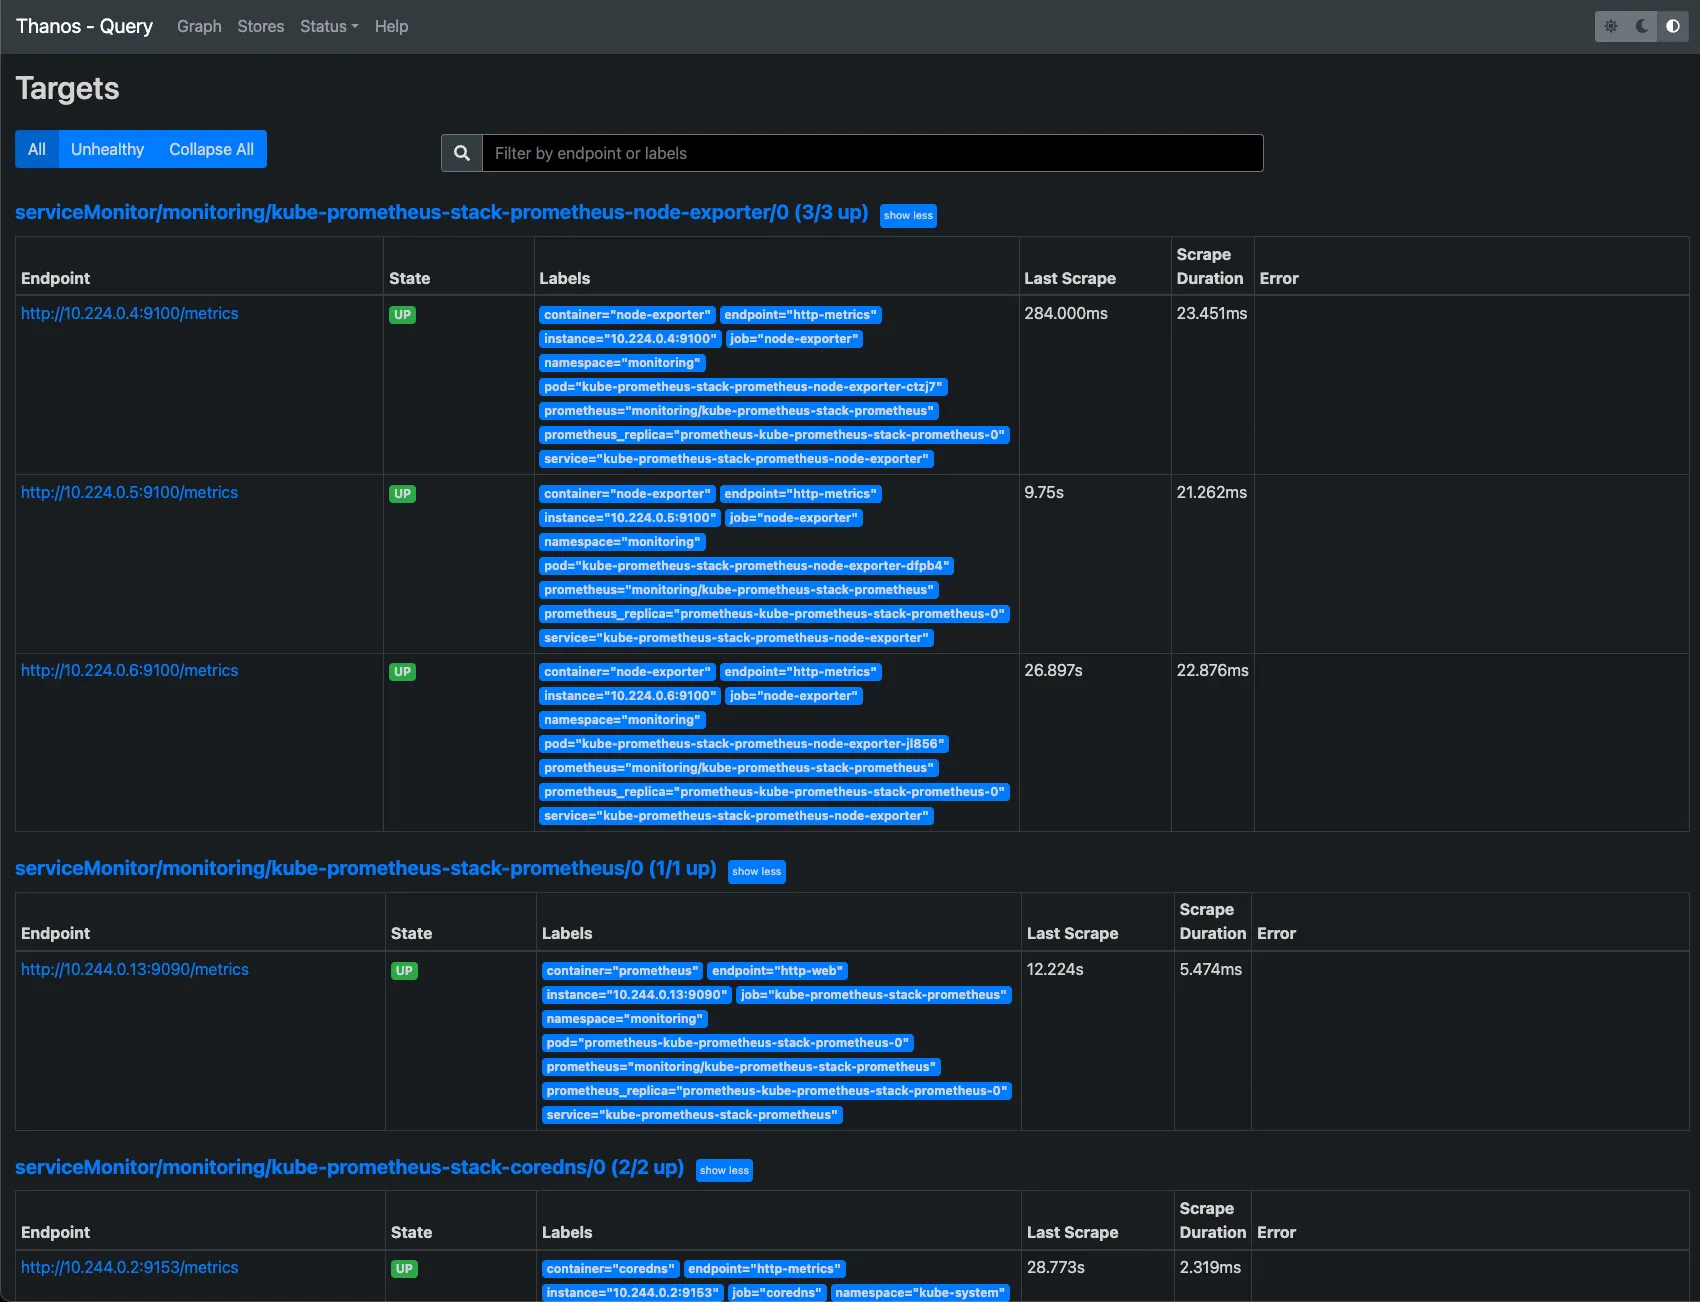 Thanos - Query Graph Stores Status Help
Targets
All Unhealthy Collapse All
Filter by endpoint or labels
serviceMonitor/monitoring/kube-prometheus-stack-prometheus-node-exporter/0 (3/3 up) show less
Endpoint State Labels Last Scrape Scrape Duration Error
http://10.224.0.4:9100/metrics UP container="node-exporter" endpoint="http-metrics" 284.000ms 23.451ms
instance="10.224.0.4:9100" job="node-exporter"
namespace="monitoring"
pod="kube-prometheus-stack-prometheus-node-exporter-ctzj7"
prometheus="monitoring/kube-prometheus-stack-prometheus"
prometheus_replica="prometheus-kube-prometheus-stack-prometheus-0"
service="kube-prometheus-stack-prometheus-node-exporter"
http://10.224.0.5:9100/metrics UP container="node-exporter" endpoint="http-metrics" 9.75s 21.262ms
instance="10.224.0.5:9100" job="node-exporter"
namespace="monitoring"
pod="kube-prometheus-stack-prometheus-node-exporter-dfpb4"
prometheus="monitoring/kube-prometheus-stack-prometheus"
prometheus_replica="prometheus-kube-prometheus-stack-prometheus-0"
service="kube-prometheus-stack-prometheus-node-exporter"
http://10.224.0.6:9100/metrics UP container="node-exporter" endpoint="http-metrics" 26.897s 22.876ms
instance="10.224.0.6:9100" job="node-exporter"
namespace="monitoring"
pod="kube-prometheus-stack-prometheus-node-exporter-jl856"
prometheus="monitoring/kube-prometheus-stack-prometheus"
prometheus_replica="prometheus-kube-prometheus-stack-prometheus-0"
service="kube-prometheus-stack-prometheus-node-exporter"
serviceMonitor/monitoring/kube-prometheus-stack-prometheus/0 (1/1 up) show less
Endpoint State Labels Last Scrape Scrape Duration Error
http://10.244.0.13:9090/metrics UP container="prometheus" endpoint="http-web" 12.224s 5.474ms
instance="10.244.0.13:9090" job="kube-prometheus-stack-prometheus"
namespace="monitoring"
pod="prometheus-kube-prometheus-stack-prometheus-0"
prometheus="monitoring/kube-prometheus-stack-prometheus"
prometheus_replica="prometheus-kube-prometheus-stack-prometheus-0"
service="kube-prometheus-stack-prometheus"
serviceMonitor/monitoring/kube-prometheus-stack-coredns/0 (2/2 up) show less
Endpoint State Labels Last Scrape Scrape Duration Error
http://10.244.0.2:9153/metrics UP container="coredns" endpoint="http-metrics" 28.773s 2.319ms
instance="10.244.0.2:9153" job="coredns" namespace="kube-system"